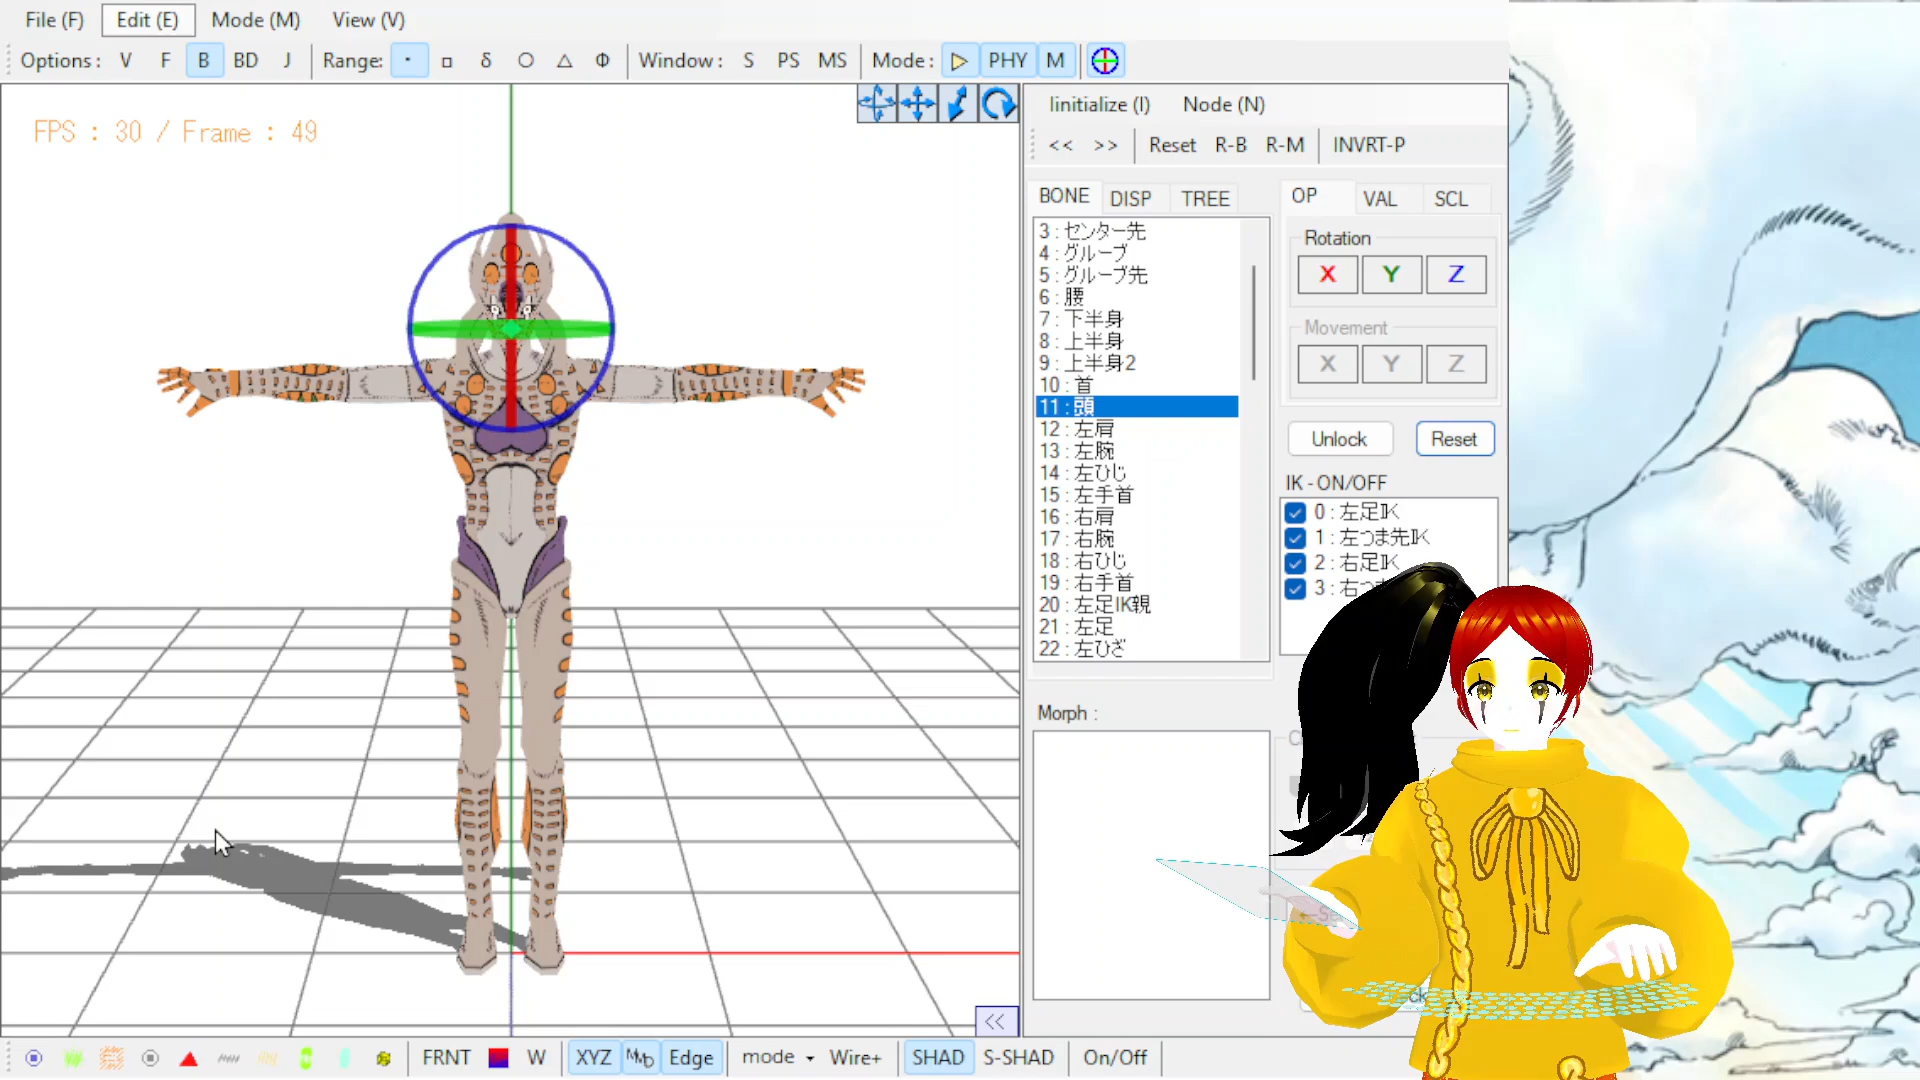 File (F) Edit (E) Mode (M) View (V)
Options : V F B BD J Range: · □ δ ○ △ Φ Window : S PS MS Mode : ▷ PHY M
FPS : 30 / Frame : 49
Iinitialize (I) Node (N)
<< >> Reset R-B R-M INVRT-P
BONE DISP TREE
3 : センター先
4 : グルーブ
5 : グルーブ先
6 : 腰
7 : 下半身
8 : 上半身
9 : 上半身2
10 : 首
11 : 頭
12 : 左肩
13 : 左腕
14 : 左ひじ
15 : 左手首
16 : 右肩
17 : 右腕
18 : 右ひじ
19 : 右手首
20 : 左足IK親
21 : 左足
22 : 左ひざ
OP VAL SCL
Rotation
X Y Z
Movement
X Y Z
Unlock Reset
IK - ON/OFF
0 : 左足IK
1 : 左つま先IK
2 : 右足IK
3 : 右つ
Morph :
<<
FRNT W XYZ MMD Edge mode Wire+ SHAD S-SHAD On/Off